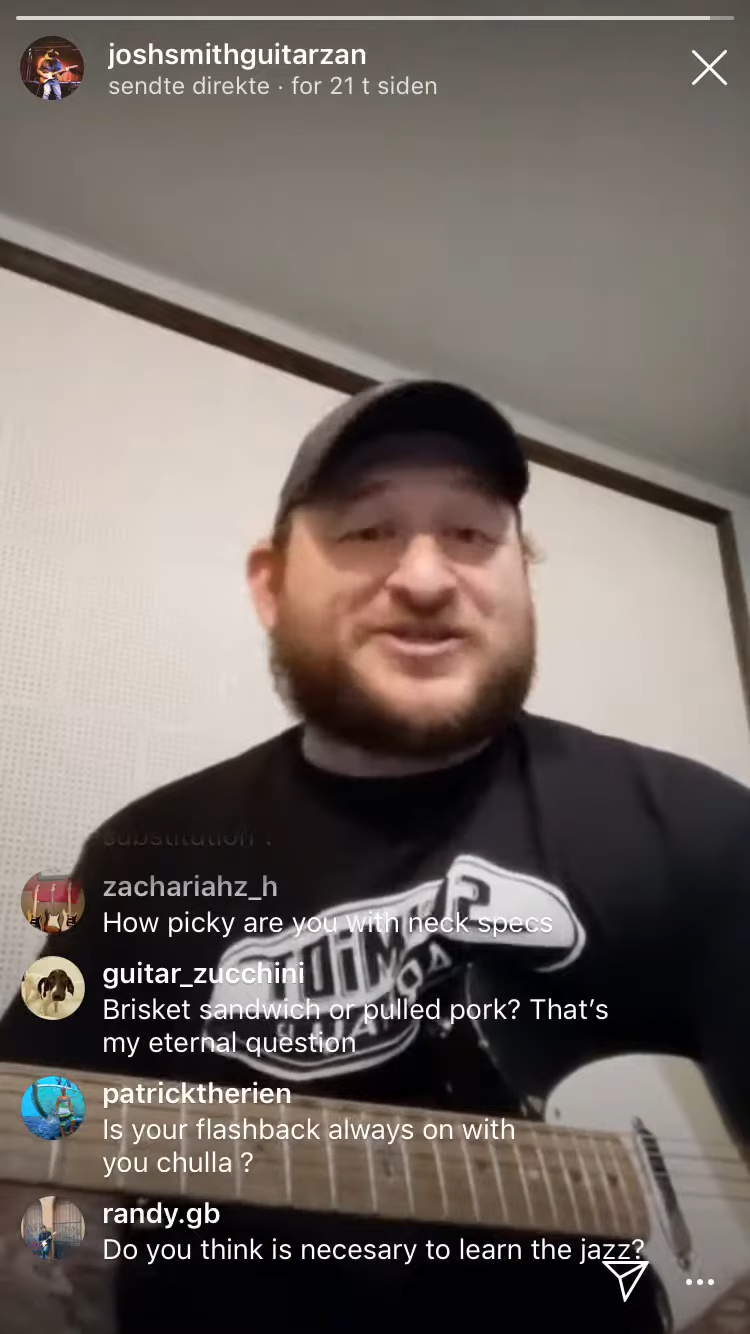 joshsmithguitarzan
sendte direkte · for 21 t siden
substitution ?
zachariahz_h
How picky are you with neck specs
guitar_zucchini
Brisket sandwich or pulled pork? That’s
my eternal question
patricktherien
Is your flashback always on with
you chulla ?
randy.gb
Do you think is necesary to learn the jazz?